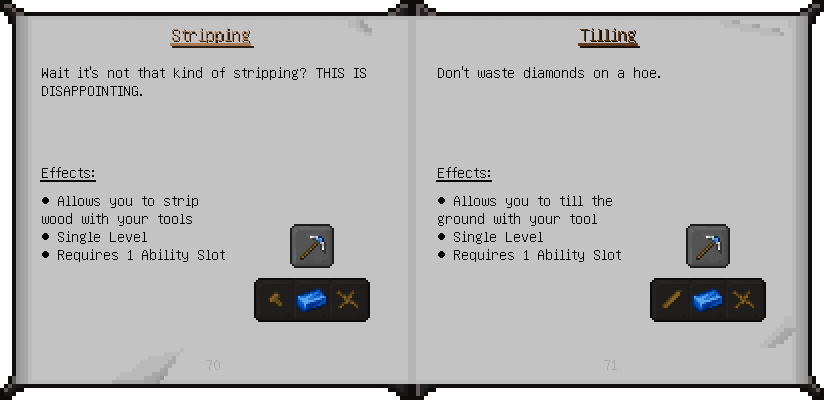 Stripping
Wait it's not that kind of stripping? THIS IS
DISAPPOINTING.
Effects:
● Allows you to strip
wood with your tools
● Single Level
● Requires 1 Ability Slot
70
Tilling
Don't waste diamonds on a hoe.
Effects:
● Allows you to till the
ground with your tool
● Single Level
● Requires 1 Ability Slot
71